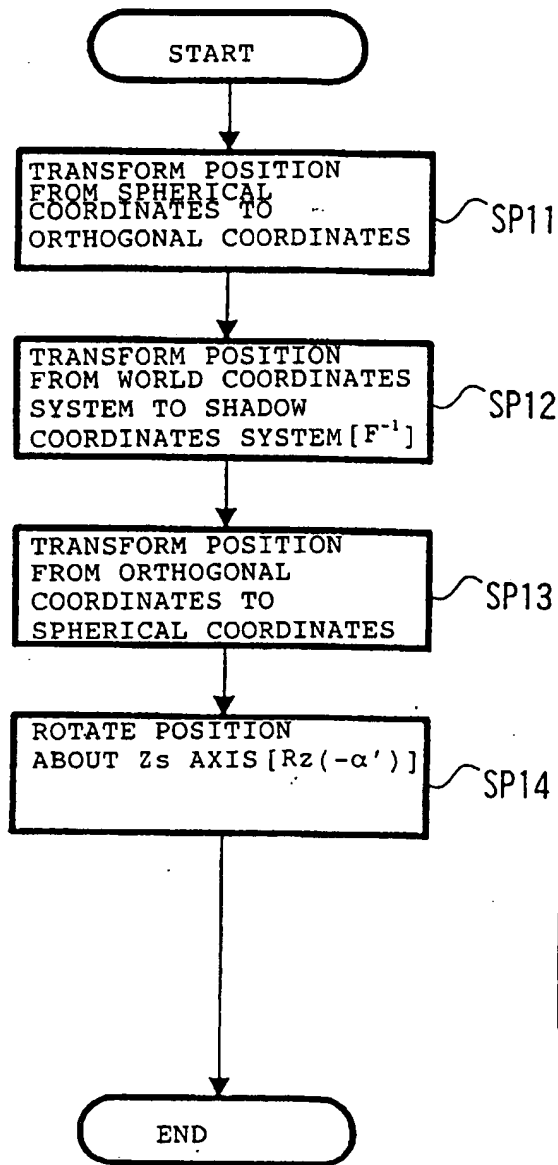 START
TRANSFORM POSITION
FROM SPHERICAL
COORDINATES TO
ORTHOGONAL COORDINATES
SP11
TRANSFORM POSITION
FROM WORLD COORDINATES
SYSTEM TO SHADOW
COORDINATES SYSTEM[F⁻¹]
SP12
TRANSFORM POSITION
FROM ORTHOGONAL
COORDINATES TO
SPHERICAL COORDINATES
SP13
ROTATE POSITION
ABOUT Zs AXIS[Rz(-α')]
SP14
END